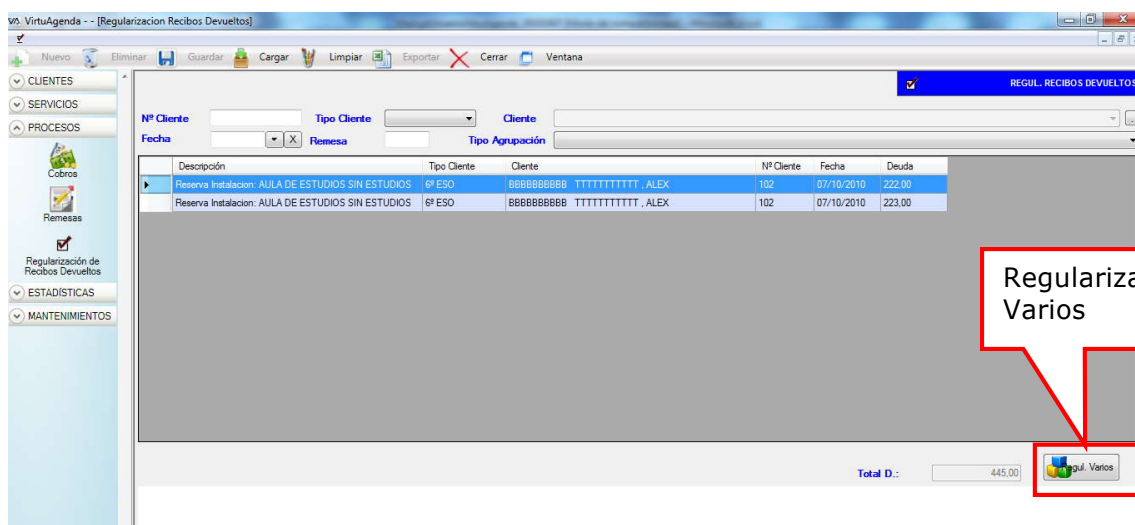 VirtuAgenda - - [Regularizacion Recibos Devueltos]
Nuevo Eliminar Guardar Cargar Limpiar Exportar Cerrar Ventana
CLIENTES
SERVICIOS
PROCESOS
Cobros
Remesas
Regularización de
Recibos Devueltos
ESTADÍSTICAS
MANTENIMIENTOS
REGUL. RECIBOS DEVUELTOS
Nº Cliente Tipo Cliente Cliente
Fecha X Remesa Tipo Agrupación
Descripción Tipo Cliente Cliente Nº Cliente Fecha Deuda
Reserva Instalacion: AULA DE ESTUDIOS SIN ESTUDIOS 6º ESO BBBBBBBBBB TTTTTTTTTTT , ALEX 102 07/10/2010 222,00
Reserva Instalacion: AULA DE ESTUDIOS SIN ESTUDIOS 6º ESO BBBBBBBBBB TTTTTTTTTTT , ALEX 102 07/10/2010 223,00
Regulariza
Varios
Total D.: 445,00 egul. Varios